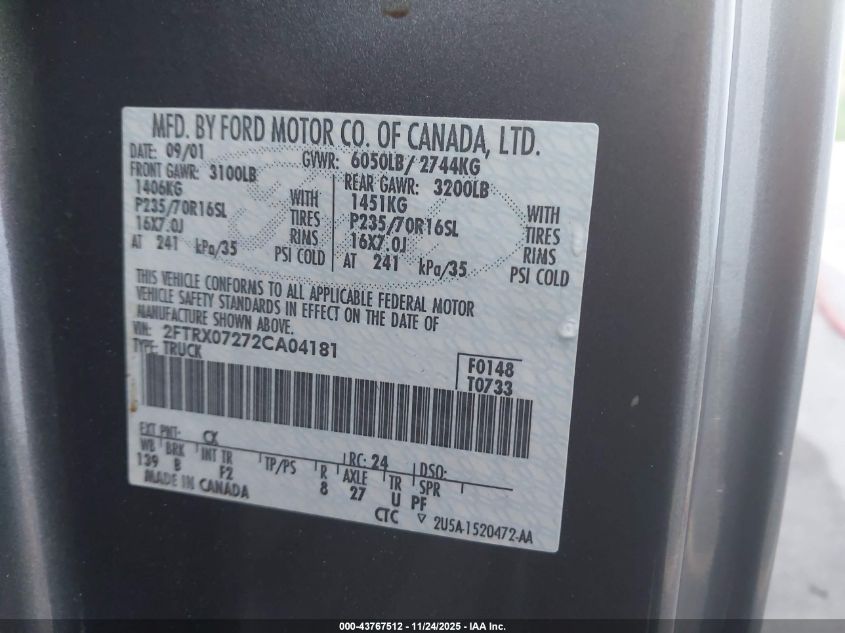 MFD. BY FORD MOTOR CO. OF CANADA, LTD.
DATE: 09/01 GVWR: 6050LB/ 2744KG
FRONT GAWR: 3100LB REAR GAWR: 3200LB
1406KG WITH 1451KG WITH
P235/70R16SL TIRES P235/70R16SL TIRES
16X7.0J RIMS 16X7.0J RIMS
AT 241 kPa/35 PSI COLD AT 241 kPa/35 PSI COLD
THIS VEHICLE CONFORMS TO ALL APPLICABLE FEDERAL MOTOR
VEHICLE SAFETY STANDARDS IN EFFECT ON THE DATE OF
MANUFACTURE SHOWN ABOVE.
VIN: 2FTRX07272CA04181
TYPE: TRUCK
F0148
T0733
EXT PNT: CX RC: 24 DSO:
WB BRK INT TR TP/PS R AXLE TR SPR
139 B F2 8 27 U PF
MADE IN CANADA
CTC ▽ 2U5A-1520472-AA
000-43767512 - 11/24/2025 - IAA Inc.